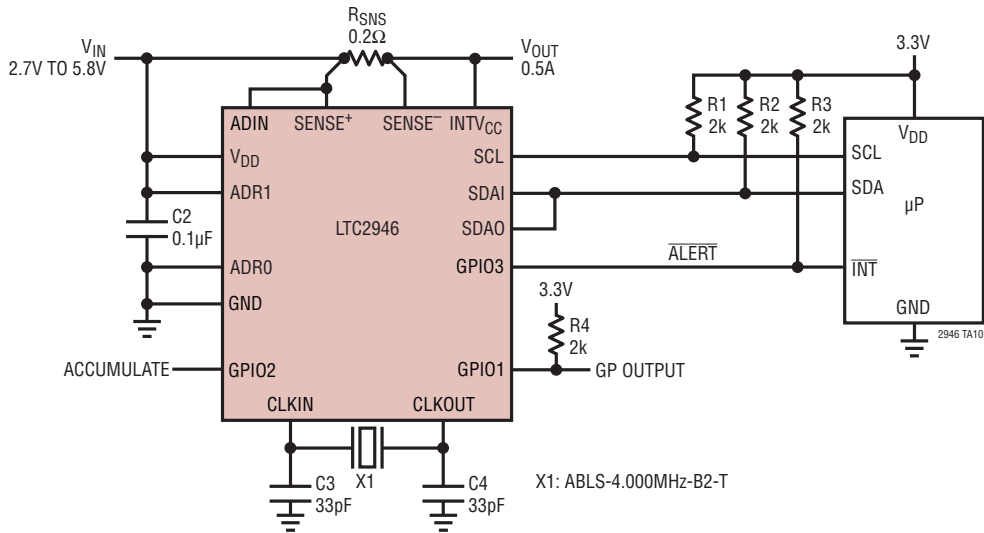 RSNS
0.2Ω
VIN
2.7V TO 5.8V
VOUT
0.5A
3.3V
R1
2k
R2
2k
R3
2k
ADIN
SENSE+
SENSE–
INTVCC
VDD
VDD
SCL
SCL
ADR1
SDAI
SDA
µP
C2
0.1µF
LTC2946
SDAO
ALERT
ADR0
GPIO3
INT
3.3V
GND
GND
R4
2k
2946 TA10
ACCUMULATE
GPIO2
GPIO1
GP OUTPUT
CLKIN
CLKOUT
C3
33pF
X1
C4
33pF
X1: ABLS-4.000MHz-B2-T